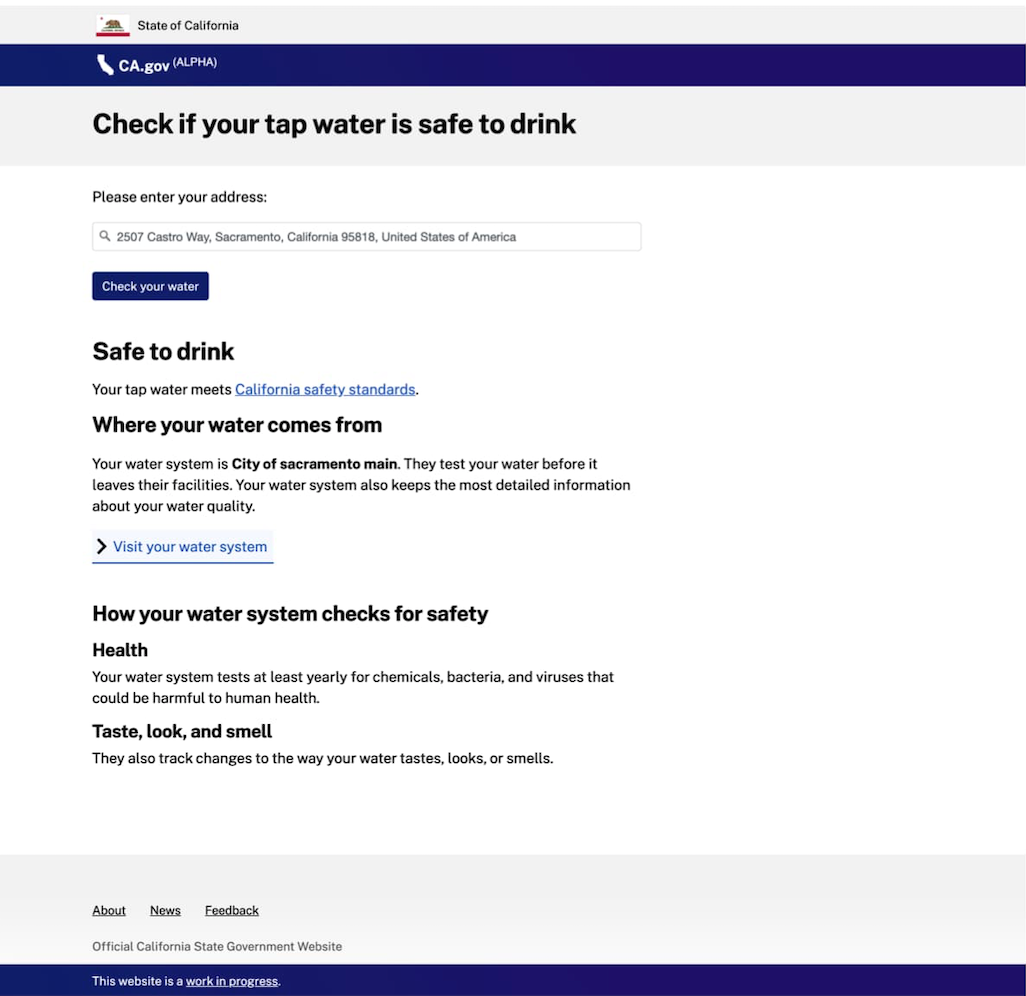 State of California
CA.gov (ALPHA)
Check if your tap water is safe to drink
Please enter your address:
2507 Castro Way, Sacramento, California 95818, United States of America
Check your water
Safe to drink
Your tap water meets California safety standards.
Where your water comes from
Your water system is City of sacramento main. They test your water before it
leaves their facilities. Your water system also keeps the most detailed information
about your water quality.
Visit your water system
How your water system checks for safety
Health
Your water system tests at least yearly for chemicals, bacteria, and viruses that
could be harmful to human health.
Taste, look, and smell
They also track changes to the way your water tastes, looks, or smells.
About News Feedback
Official California State Government Website
This website is a work in progress.